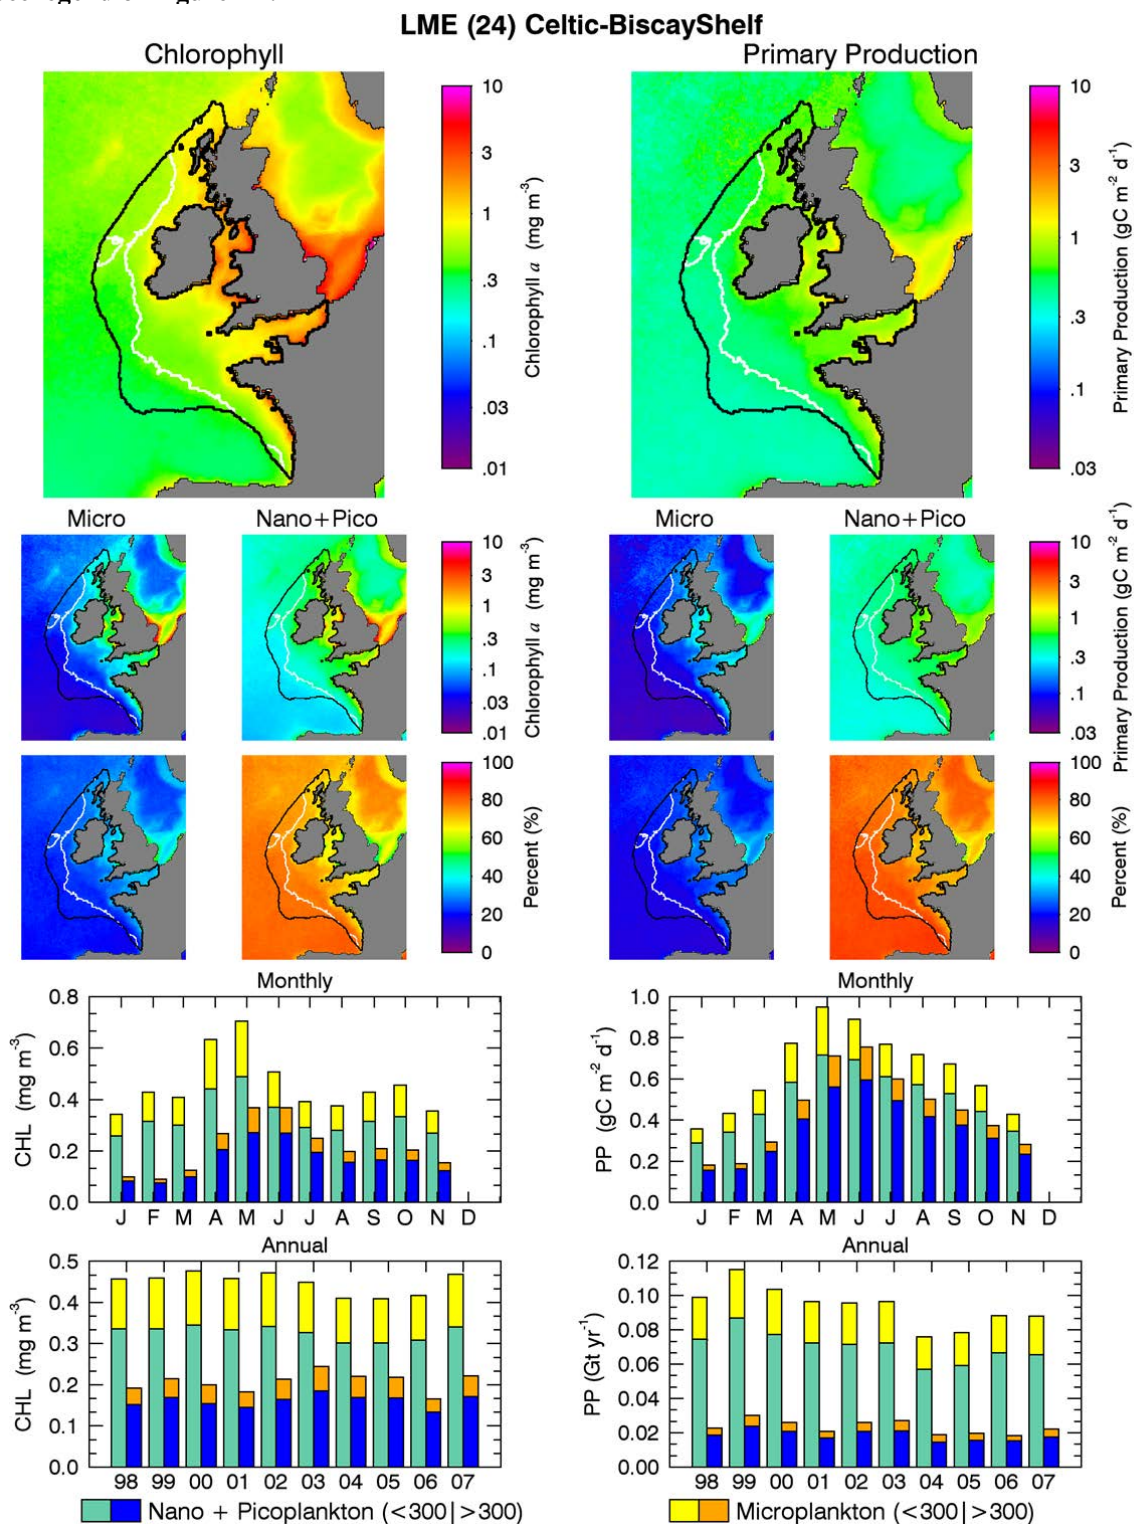 LME (24) Celtic-BiscayShelf
Chlorophyll
10
3
1
.3
.1
.03
.01
Chlorophyll a (mg m-3)
Primary Production
10
3
1
.3
.1
.03
Primary Production (gC m-2 d-1)
Micro
Nano+Pico
10
3
1
.3
.1
.03
.01
Chlorophyll a (mg m-3)
Micro
Nano+Pico
10
3
1
.3
.1
.03
Primary Production (gC m-2 d-1)
100
80
60
40
20
0
Percent (%)
100
80
60
40
20
0
Percent (%)
Monthly
CHL (mg m-3)
0.8
0.6
0.4
0.2
0.0
J F M A M J J A S O N D
Monthly
PP (gC m-2 d-1)
1.0
0.8
0.6
0.4
0.2
0.0
J F M A M J J A S O N D
Annual
CHL (mg m-3)
0.5
0.4
0.3
0.2
0.1
0.0
98 99 00 01 02 03 04 05 06 07
Annual
PP (Gt yr-1)
0.12
0.10
0.08
0.06
0.04
0.02
0.00
98 99 00 01 02 03 04 05 06 07
Nano + Picoplankton (<300|>300)
Microplankton (<300|>300)